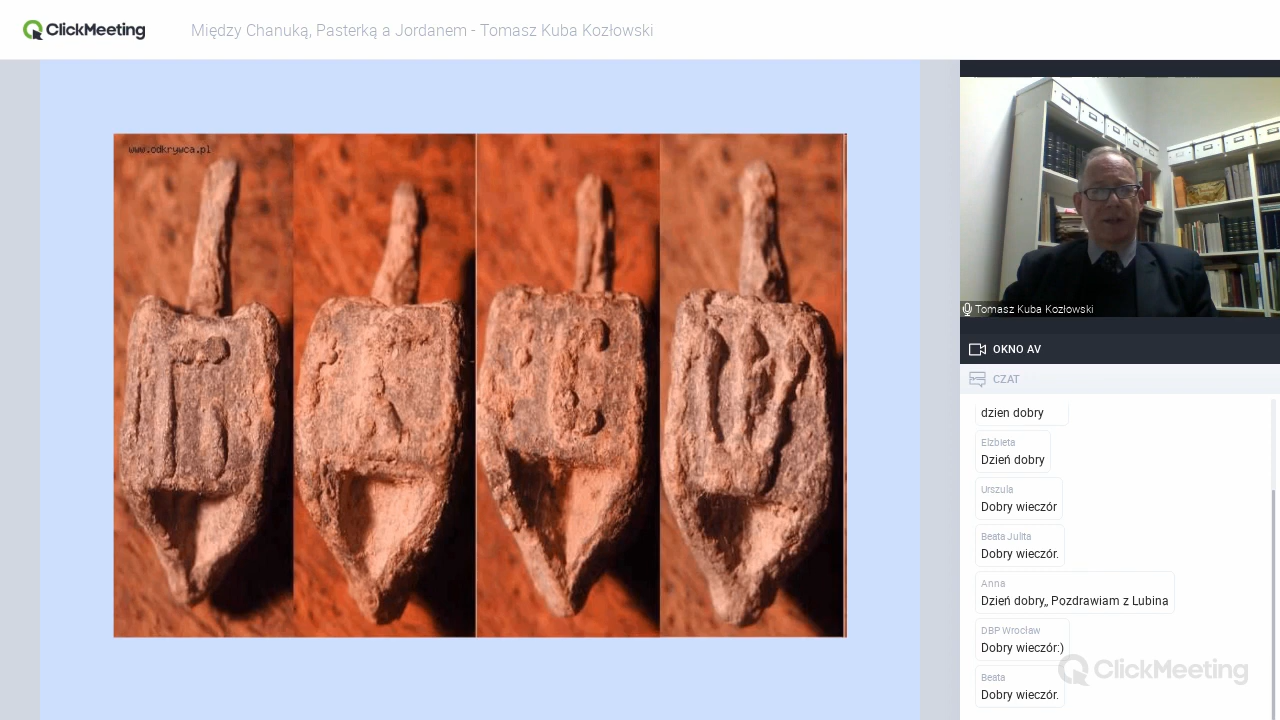 ClickMeeting
Między Chanuką, Pasterką a Jordanem - Tomasz Kuba Kozłowski
www.odkrywca.pl
Tomasz Kuba Kozłowski
OKNO AV
CZAT
dzien dobry
Elzbieta
Dzień dobry
Urszula
Dobry wieczór
Beata Julita
Dobry wieczór.
Anna
Dzień dobry,, Pozdrawiam z Lubina
DBP Wrocław
Dobry wieczór:)
Beata
Dobry wieczór.
ClickMeeting